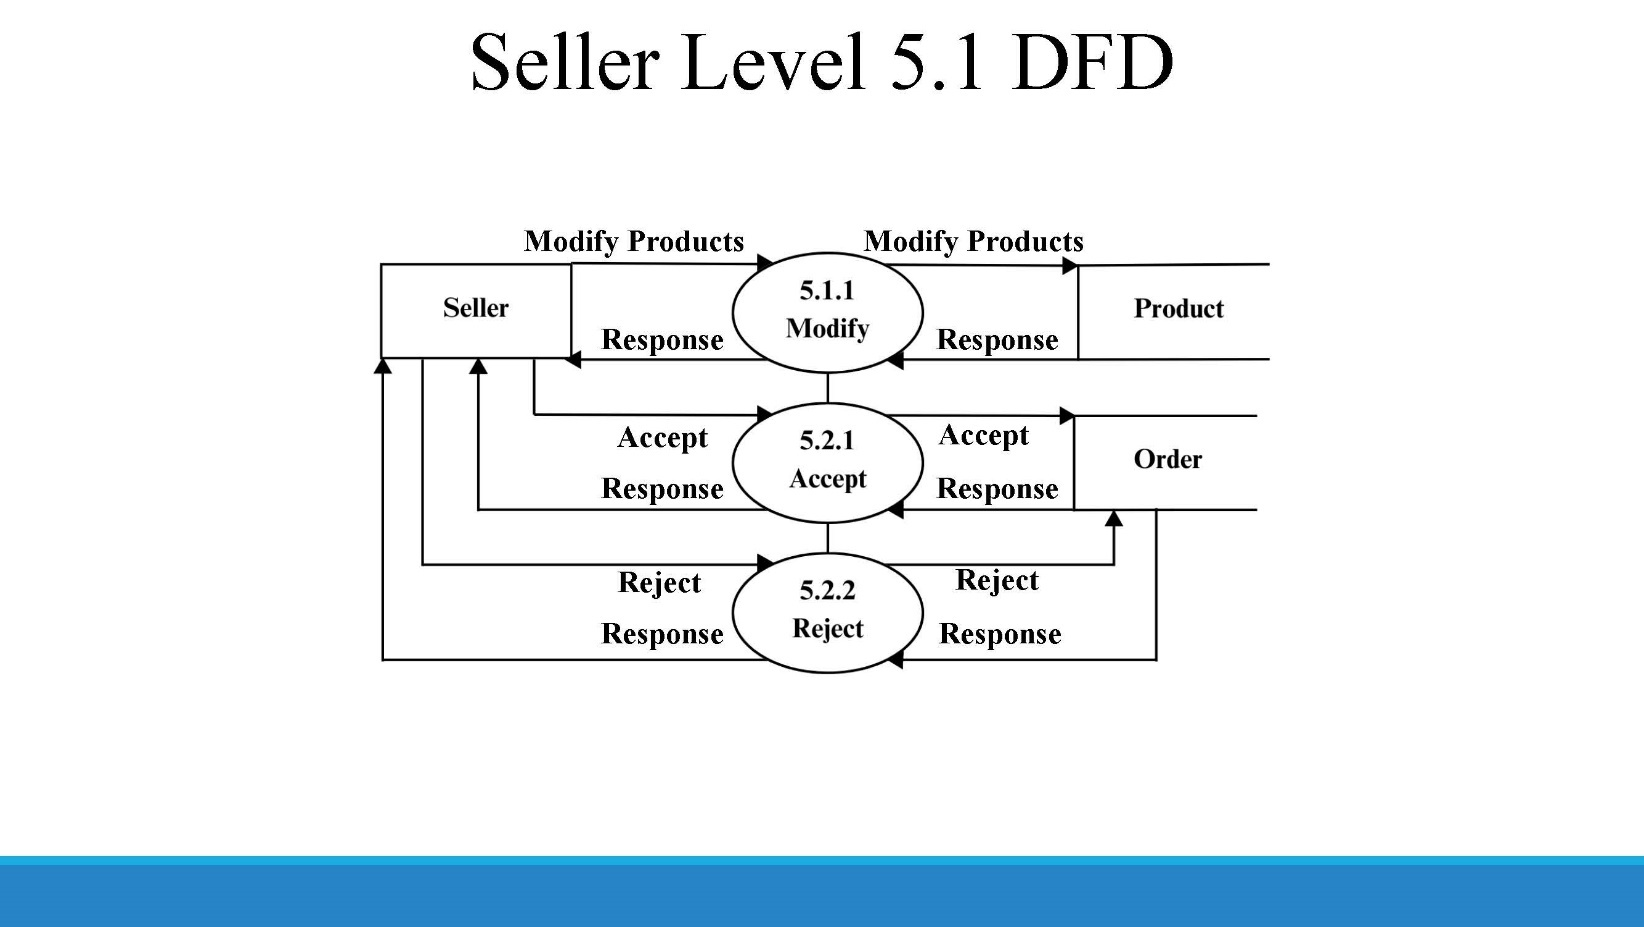 Seller Level 5.1 DFD
Modify Products
Modify Products
Seller
5.1.1
Modify
Product
Response
Response
Accept
5.2.1
Accept
Accept
Order
Response
Response
Reject
5.2.2
Reject
Reject
Response
Response